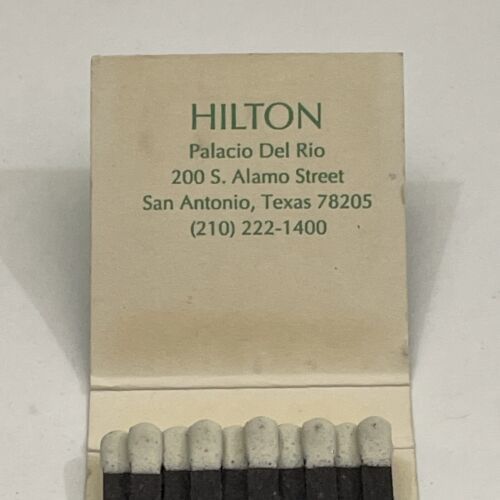 HILTON
Palacio Del Rio
200 S. Alamo Street
San Antonio, Texas 78205
(210) 222-1400